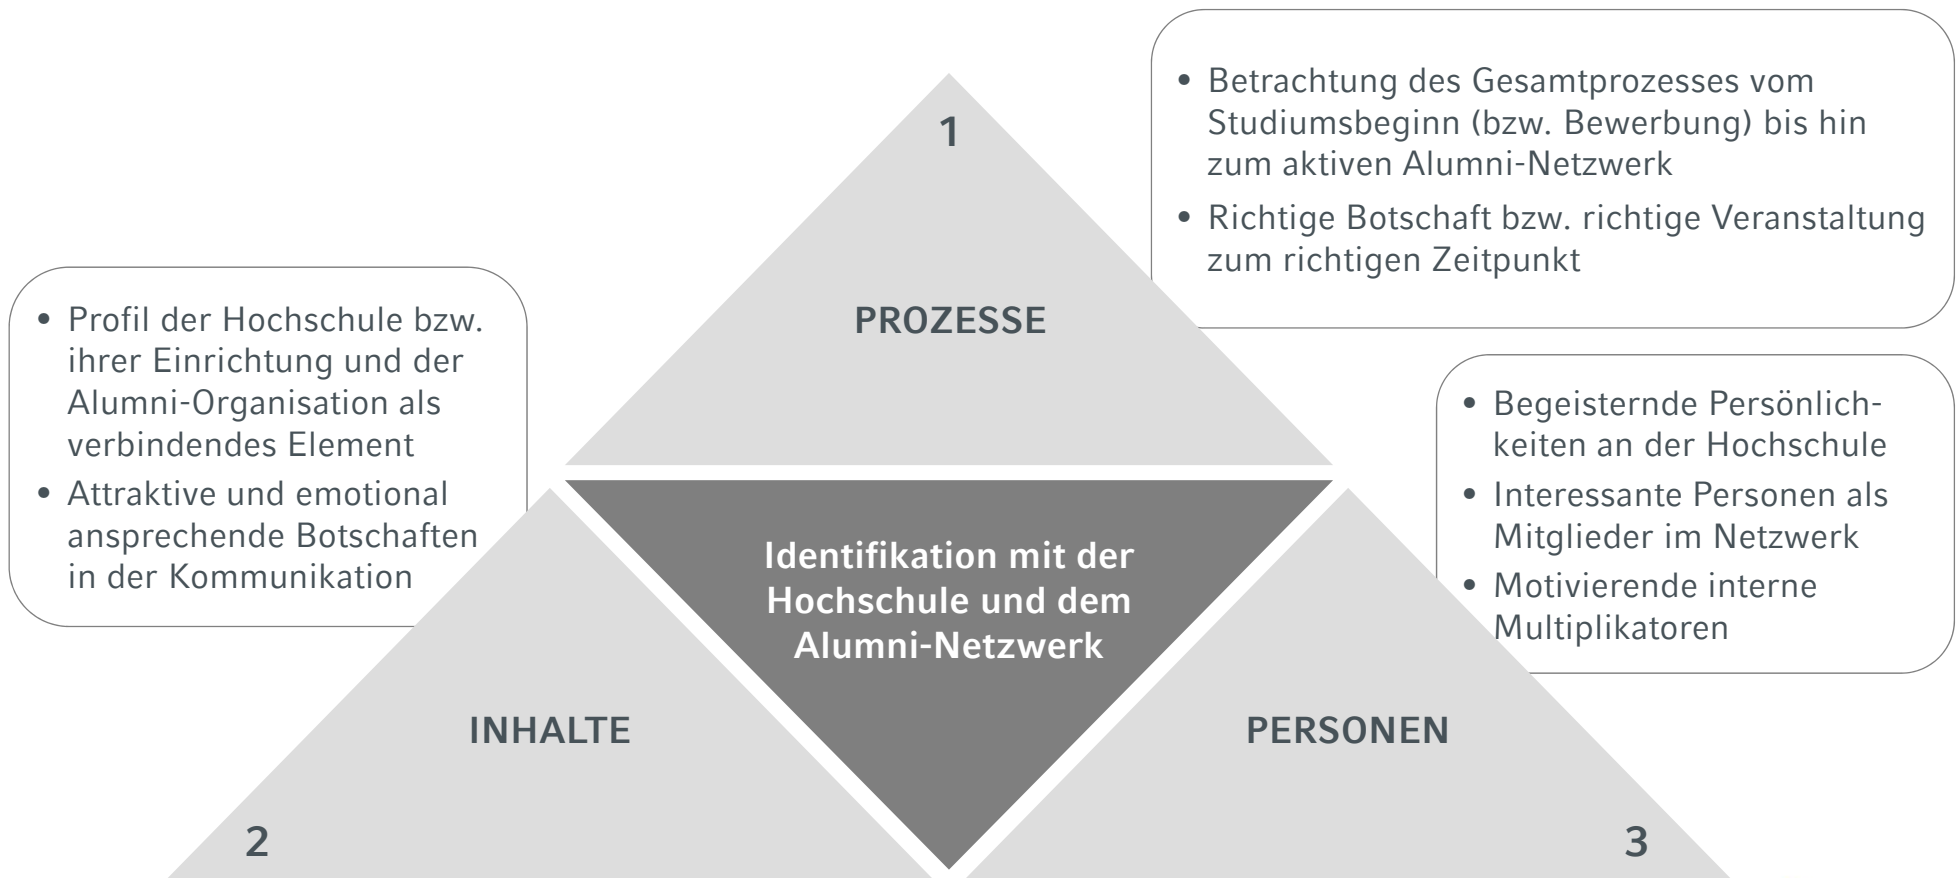 1
PROZESSE
• Betrachtung des Gesamtprozesses vom
Studiumsbeginn (bzw. Bewerbung) bis hin
zum aktiven Alumni-Netzwerk
• Richtige Botschaft bzw. richtige Veranstaltung
zum richtigen Zeitpunkt
• Profil der Hochschule bzw.
ihrer Einrichtung und der
Alumni-Organisation als
verbindendes Element
• Attraktive und emotional
ansprechende Botschaften
in der Kommunikation
• Begeisternde Persönlich-
keiten an der Hochschule
• Interessante Personen als
Mitglieder im Netzwerk
• Motivierende interne
Multiplikatoren
Identifikation mit der
Hochschule und dem
Alumni-Netzwerk
INHALTE
2
PERSONEN
3